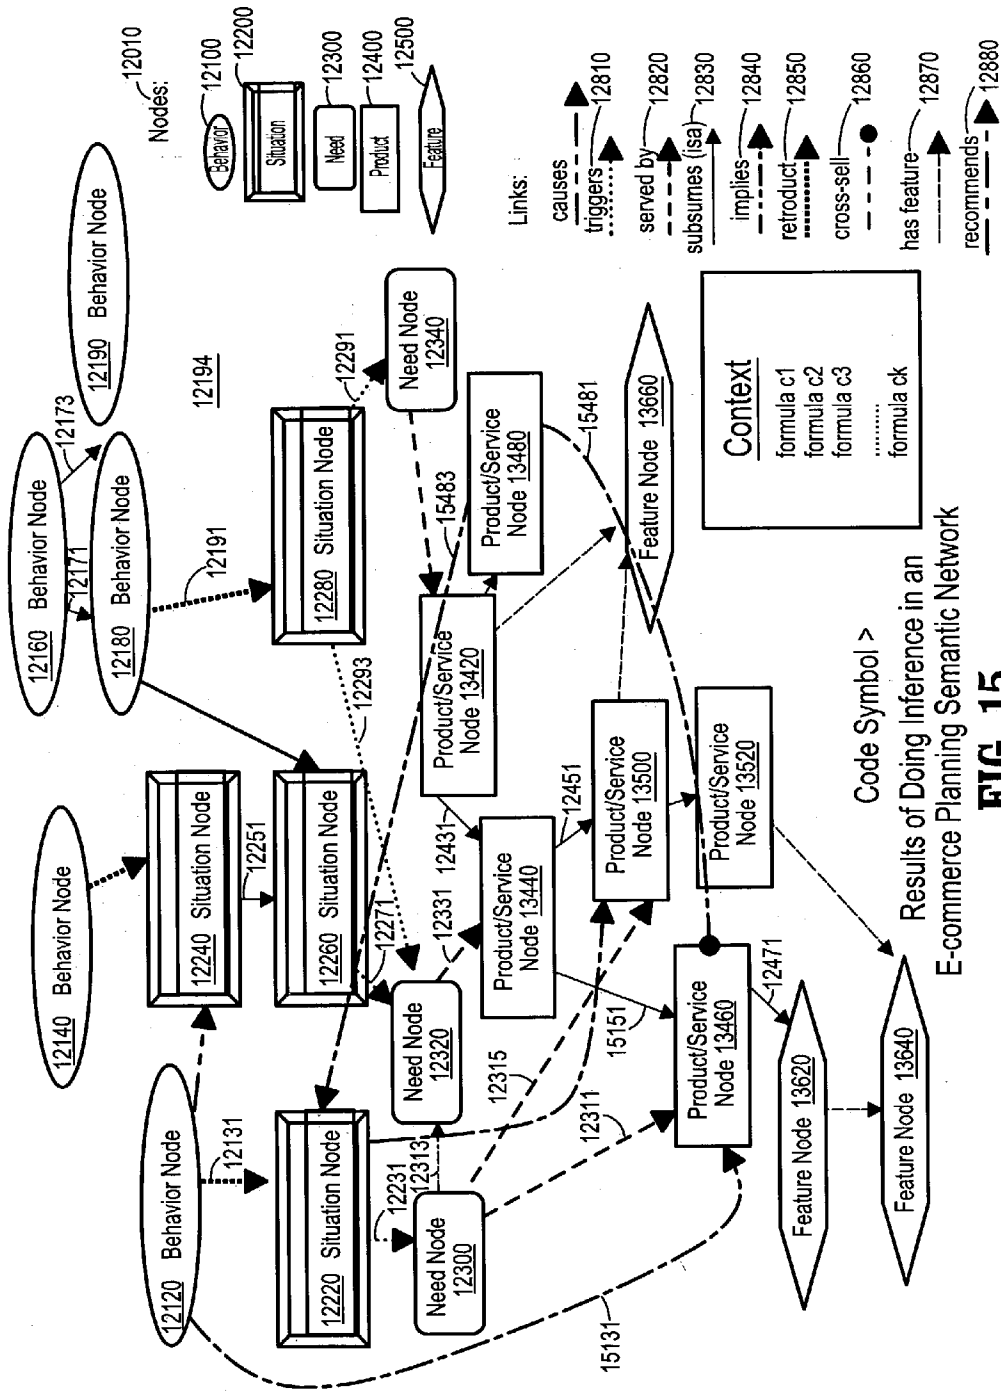 Nodes:
12010
12100
Behavior
12200
Situation
12300
Need
12400
Product
12500
Feature
Links:
causes
12810
triggers
12820
served by
12830
subsumes (isa)
12840
implies
12850
retroduct
12860
cross-sell
12870
has feature
12880
recommends
12120 Behavior Node
12140 Behavior Node
12160 Behavior Node
12180 Behavior Node
12190 Behavior Node
12171
12173
12194
12131
12191
12220 Situation Node
12240 Situation Node
12251
12260 Situation Node
12280 Situation Node
12231
12271
12293
12291
12313
Need Node
12300
Need Node
12320
Need Node
12340
12331
12315
12311
15131
15151
15483
15481
12431
12451
12471
Product/Service
Node 13420
Product/Service
Node 13480
Product/Service
Node 13440
Product/Service
Node 13500
Product/Service
Node 13460
Product/Service
Node 13520
Feature Node 13660
Feature Node 13620
Feature Node 13640
Context
formula c1
formula c2
formula c3
.........
formula ck
Code Symbol >
Results of Doing Inference in an
E-commerce Planning Semantic Network
FIG. 15